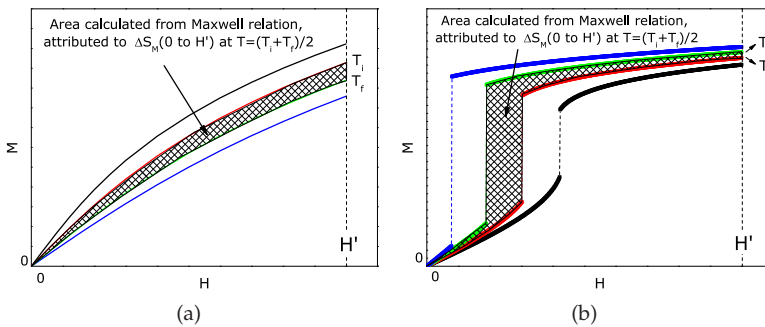 Area calculated from Maxwell relation,
attributed to ΔS_M(0 to H') at T=(T_i+T_f)/2
T_i
T_f
M
H'
0
0
H
(a)
Area calculated from Maxwell relation,
attributed to ΔS_M(0 to H') at T=(T_i+T_f)/2
T
T
M
H'
0
0
H
(b)